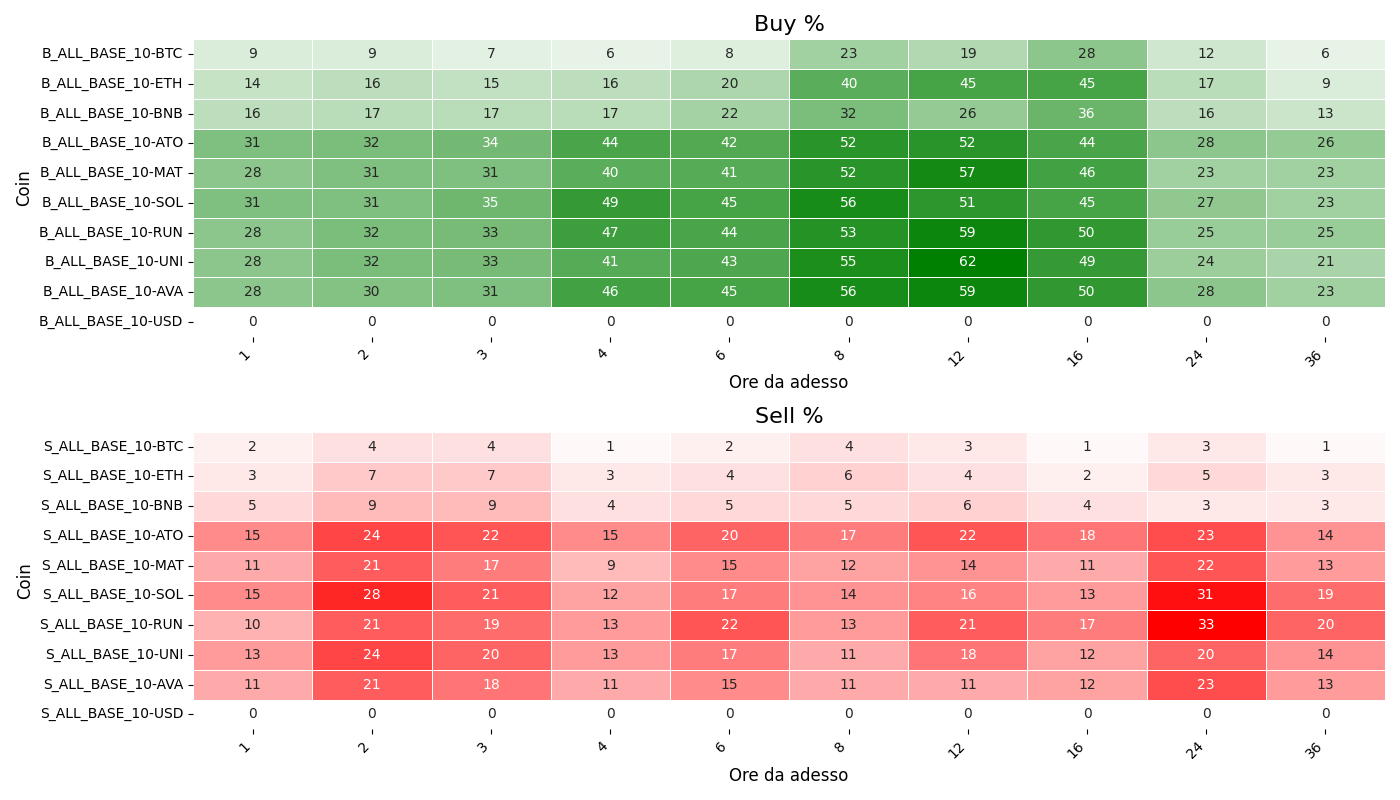 Buy %
Coin
B_ALL_BASE_10-BTC 9 9 7 6 8 23 19 28 12 6
B_ALL_BASE_10-ETH 14 16 15 16 20 40 45 45 17 9
B_ALL_BASE_10-BNB 16 17 17 17 22 32 26 36 16 13
B_ALL_BASE_10-ATO 31 32 34 44 42 52 52 44 28 26
B_ALL_BASE_10-MAT 28 31 31 40 41 52 57 46 23 23
B_ALL_BASE_10-SOL 31 31 35 49 45 56 51 45 27 23
B_ALL_BASE_10-RUN 28 32 33 47 44 53 59 50 25 25
B_ALL_BASE_10-UNI 28 32 33 41 43 55 62 49 24 21
B_ALL_BASE_10-AVA 28 30 31 46 45 56 59 50 28 23
B_ALL_BASE_10-USD 0 0 0 0 0 0 0 0 0 0
1 2 3 4 6 8 12 16 24 36
Ore da adesso
Sell %
Coin
S_ALL_BASE_10-BTC 2 4 4 1 2 4 3 1 3 1
S_ALL_BASE_10-ETH 3 7 7 3 4 6 4 2 5 3
S_ALL_BASE_10-BNB 5 9 9 4 5 5 6 4 3 3
S_ALL_BASE_10-ATO 15 24 22 15 20 17 22 18 23 14
S_ALL_BASE_10-MAT 11 21 17 9 15 12 14 11 22 13
S_ALL_BASE_10-SOL 15 28 21 12 17 14 16 13 31 19
S_ALL_BASE_10-RUN 10 21 19 13 22 13 21 17 33 20
S_ALL_BASE_10-UNI 13 24 20 13 17 11 18 12 20 14
S_ALL_BASE_10-AVA 11 21 18 11 15 11 11 12 23 13
S_ALL_BASE_10-USD 0 0 0 0 0 0 0 0 0 0
1 2 3 4 6 8 12 16 24 36
Ore da adesso